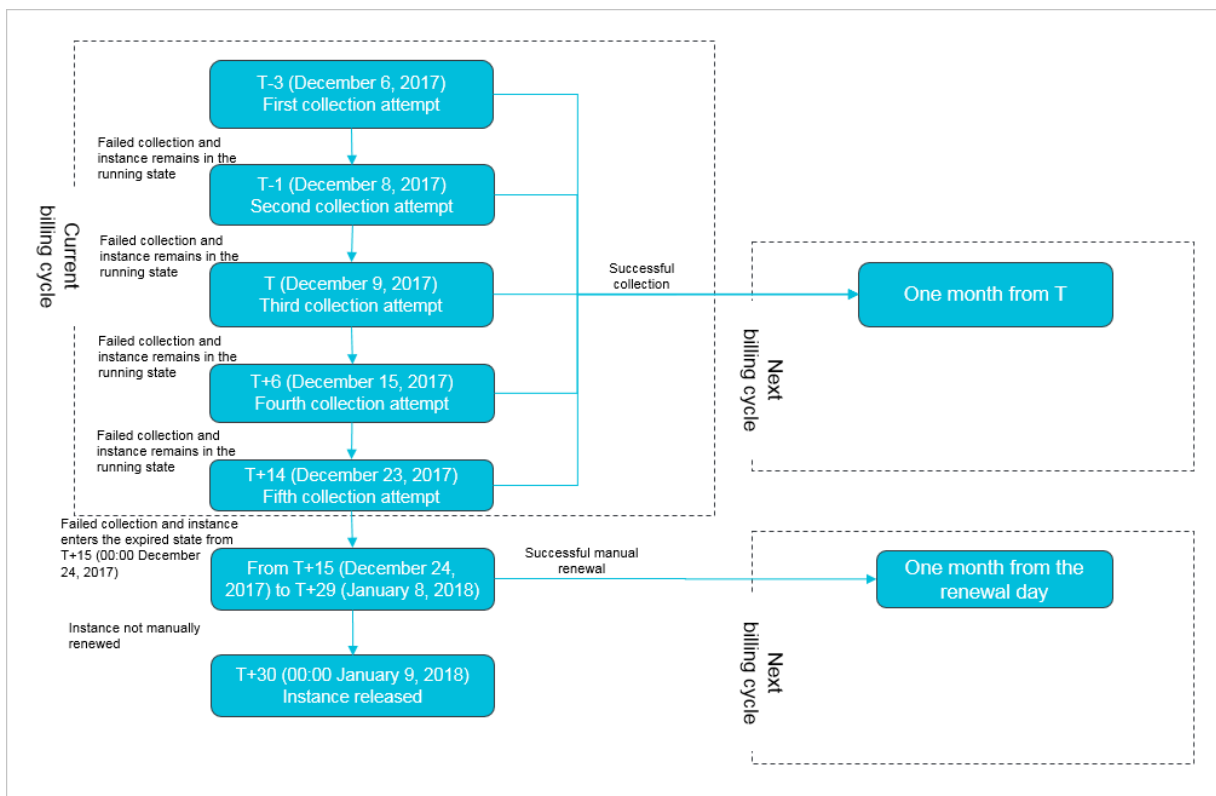 T-3 (December 6, 2017)
First collection attempt
Failed collection and
instance remains in the
running state
T-1 (December 8, 2017)
Second collection attempt
Failed collection and
instance remains in the
running state
T (December 9, 2017)
Third collection attempt
Failed collection and
instance remains in the
running state
T+6 (December 15, 2017)
Fourth collection attempt
Failed collection and
instance remains in the
running state
T+14 (December 23, 2017)
Fifth collection attempt
Current
billing cycle
Successful
collection
One month from T
Next
billing cycle
Failed collection and instance
enters the expired state from
T+15 (00:00 December
24, 2017)
From T+15 (December 24,
2017) to T+29 (January 8, 2018)
Successful manual
renewal
One month from the
renewal day
Next
billing cycle
Instance not manually
renewed
T+30 (00:00 January 9, 2018)
Instance released